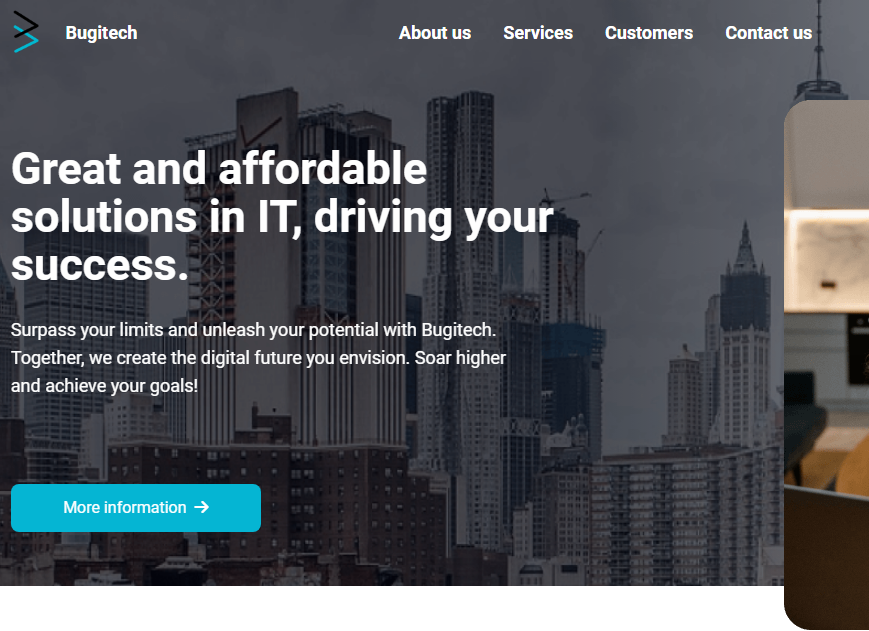 Bugitech
About us
Services
Customers
Contact us
Great and affordable
solutions in IT, driving your
success.
Surpass your limits and unleash your potential with Bugitech.
Together, we create the digital future you envision. Soar higher
and achieve your goals!
More information →